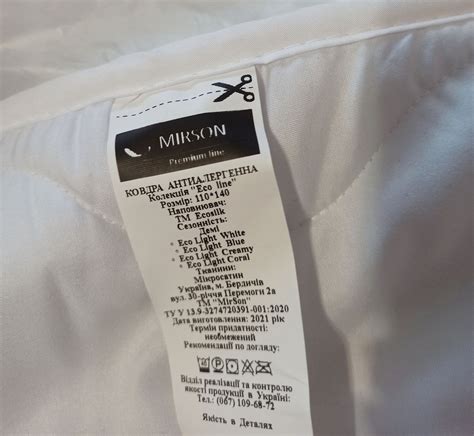 MIRSON
Premium line
КОВДРА АНТИАЛЕРГЕННА
Колекція "Eco line"
Розмір: 110*140
Наповнювач:
ТМ Ecosilk
Сезонність:
Демі
• Eco Light White
• Eco Light Blue
• Eco Light Creamy
• Eco Light Coral
Тканини:
Мікросатин
Україна, м. Бердичів
вул. 30-річчя Перемоги 2а
ТМ "MirSon"
ТУ У 13.9-3274720391-001:2020
Дата виготовлення: 2021 рік
Термін придатності:
необмежений
Рекомендації по догляду:
Відділ реалізації та контролю
якості продукції в Україні:
Тел.: (067) 109-68-72
Якість в Деталях